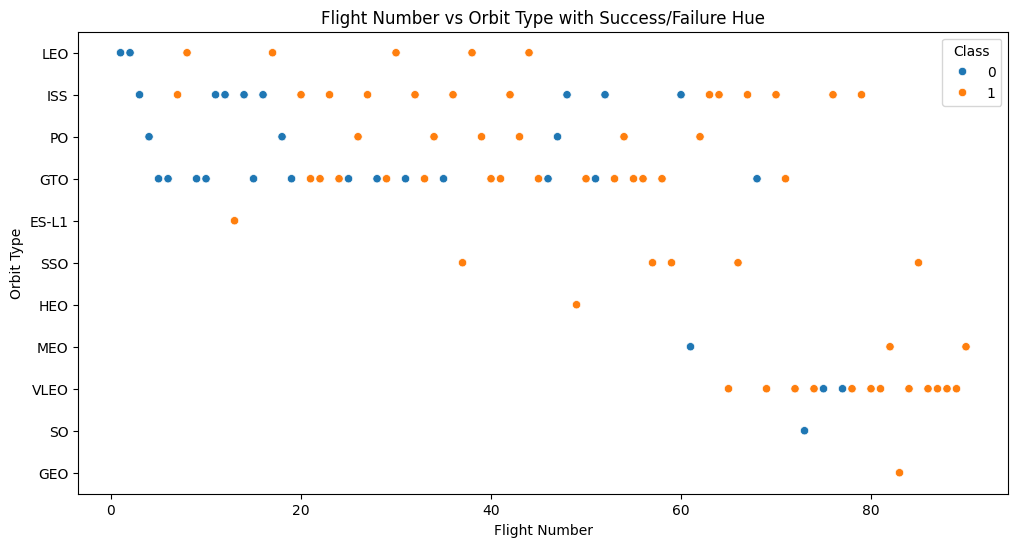 Flight Number vs Orbit Type with Success/Failure Hue
Class
0
1
LEO
ISS
PO
GTO
ES-L1
SSO
HEO
MEO
VLEO
SO
GEO
Orbit Type
0 20 40 60 80
Flight Number